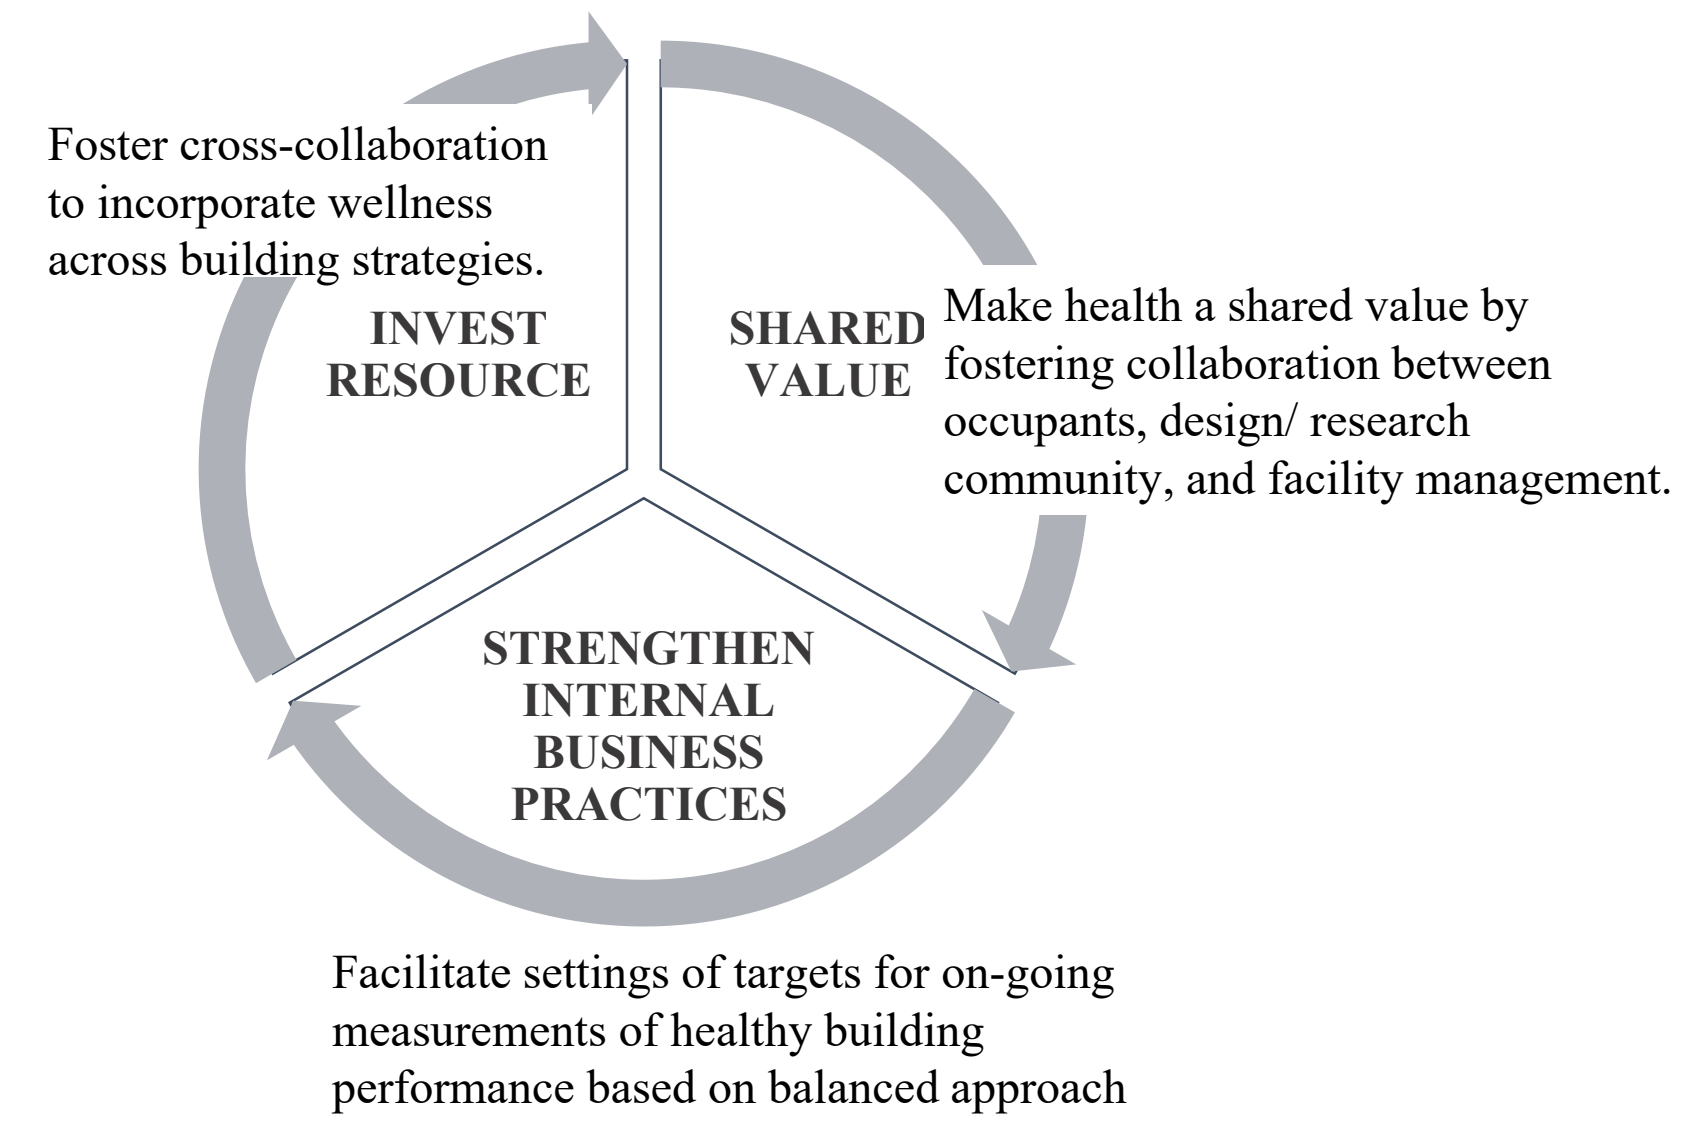 Foster cross-collaboration
to incorporate wellness
across building strategies.
INVEST
RESOURCE
SHARED
VALUE
Make health a shared value by
fostering collaboration between
occupants, design/ research
community, and facility management.
STRENGTHEN
INTERNAL
BUSINESS
PRACTICES
Facilitate settings of targets for on-going
measurements of healthy building
performance based on balanced approach